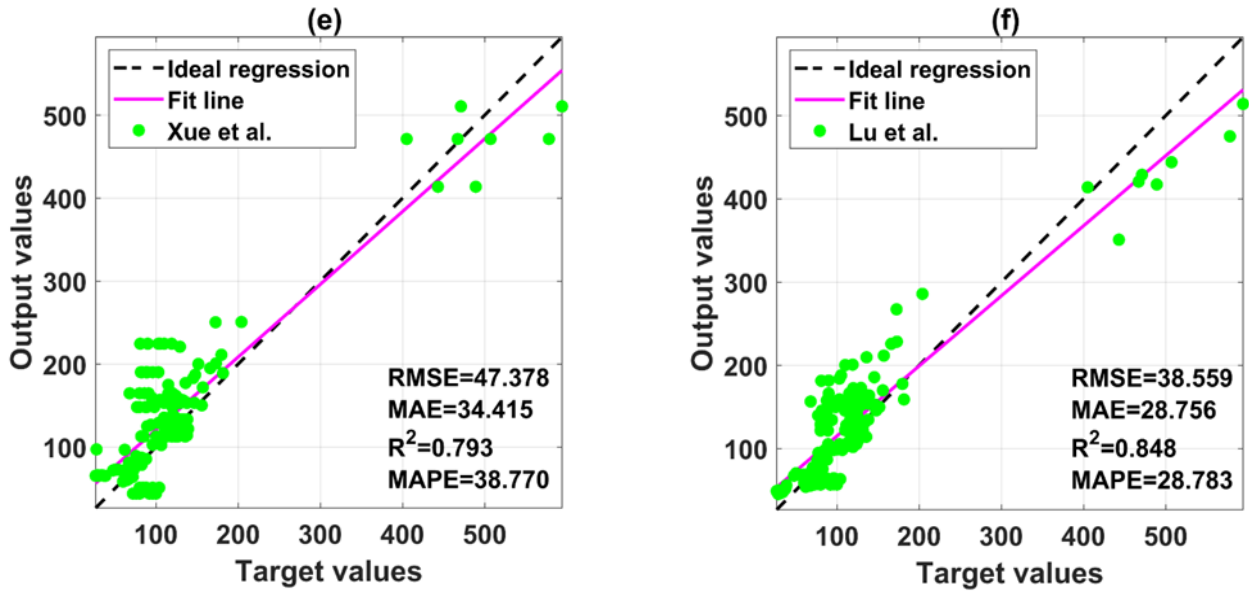 (e)
Ideal regression
Fit line
Xue et al.
500
400
300
200
100
Output values
RMSE=47.378
MAE=34.415
R²=0.793
MAPE=38.770
100 200 300 400 500
Target values
(f)
Ideal regression
Fit line
Lu et al.
500
400
300
200
100
Output values
RMSE=38.559
MAE=28.756
R²=0.848
MAPE=28.783
100 200 300 400 500
Target values